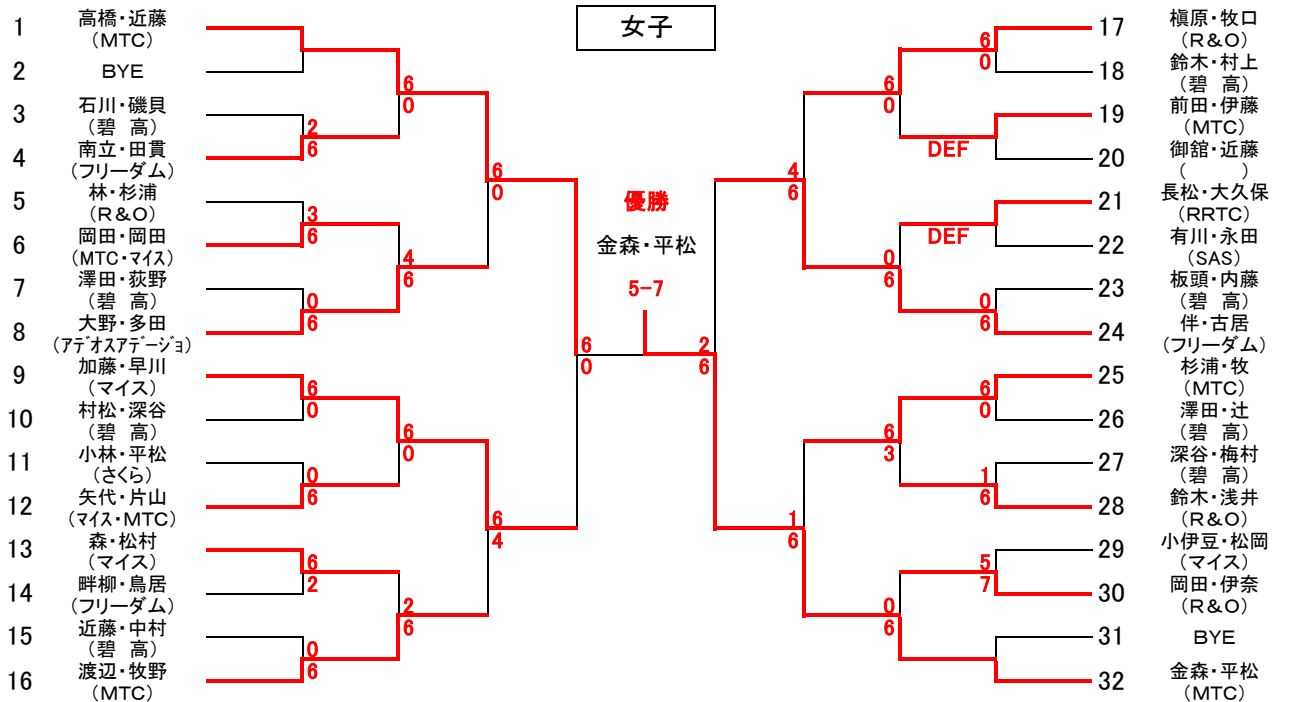 女子
1
高橋・近藤
（MTC）
2
BYE
3
石川・磯貝
（碧 高）
4
南立・田貫
（フリーダム）
5
林・杉浦
（R＆O）
6
岡田・岡田
（MTC・マイス）
7
澤田・荻野
（碧 高）
8
大野・多田
（アデオスアデージョ）
9
加藤・早川
（マイス）
10
村松・深谷
（碧 高）
11
小林・平松
（さくら）
12
矢代・片山
（マイス・MTC）
13
森・松村
（マイス）
14
畔柳・鳥居
（フリーダム）
15
近藤・中村
（碧 高）
16
渡辺・牧野
（MTC）
2
6
3
6
0
6
6
0
0
6
6
2
0
6
6
0
4
6
6
0
2
6
6
0
6
4
6
0
優勝
金森・平松
5-7
2
6
4
6
1
6
6
0
0
6
6
3
0
6
6
0
DEF
DEF
0
6
6
0
1
6
5
7
17
槇原・牧口
（R＆O）
18
鈴木・村上
（碧 高）
19
前田・伊藤
（MTC）
20
御舘・近藤
（　　　）
21
長松・大久保
（RRTC）
22
有川・永田
（SAS）
23
板頭・内藤
（碧 高）
24
伴・古居
（フリーダム）
25
杉浦・牧
（MTC）
26
澤田・辻
（碧 高）
27
深谷・梅村
（碧 高）
28
鈴木・浅井
（R＆O）
29
小伊豆・松岡
（マイス）
30
岡田・伊奈
（R＆O）
31
BYE
32
金森・平松
（MTC）